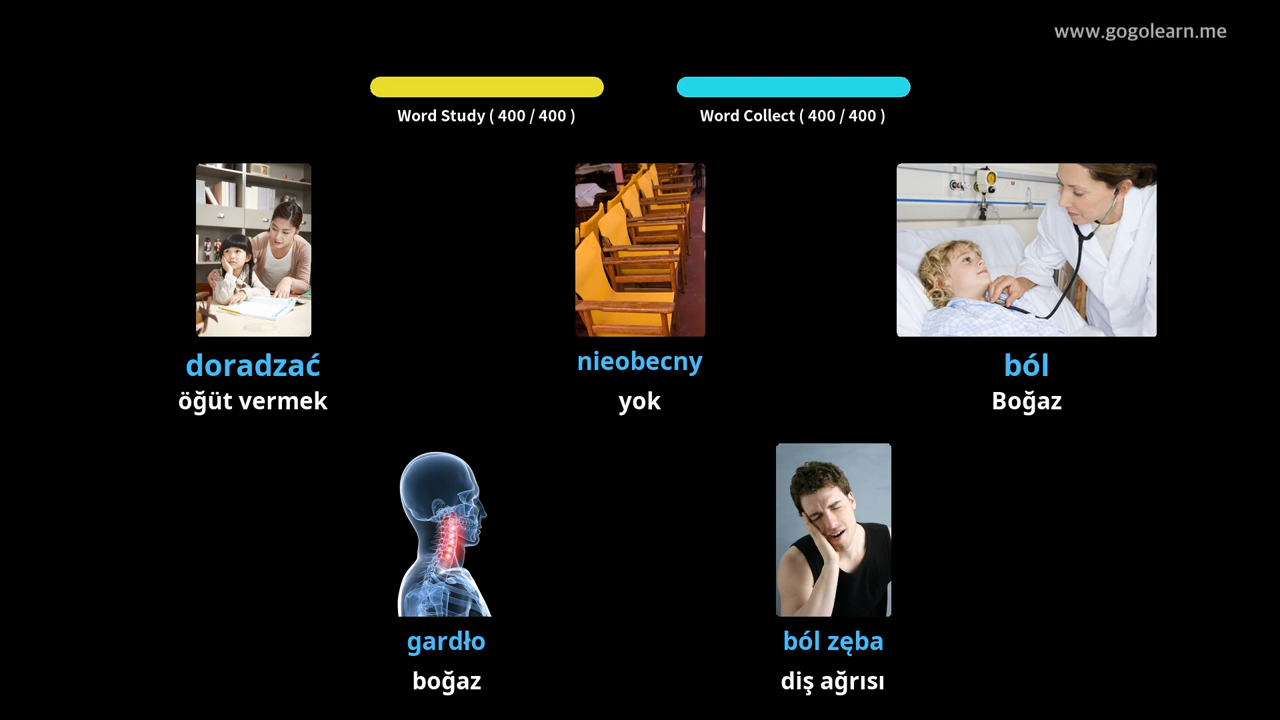 www.gogolearn.me
Word Study ( 400 / 400 )
Word Collect ( 400 / 400 )
doradzać
öğüt vermek
nieobecny
yok
ból
Boğaz
gardło
boğaz
ból zęba
diş ağrısı